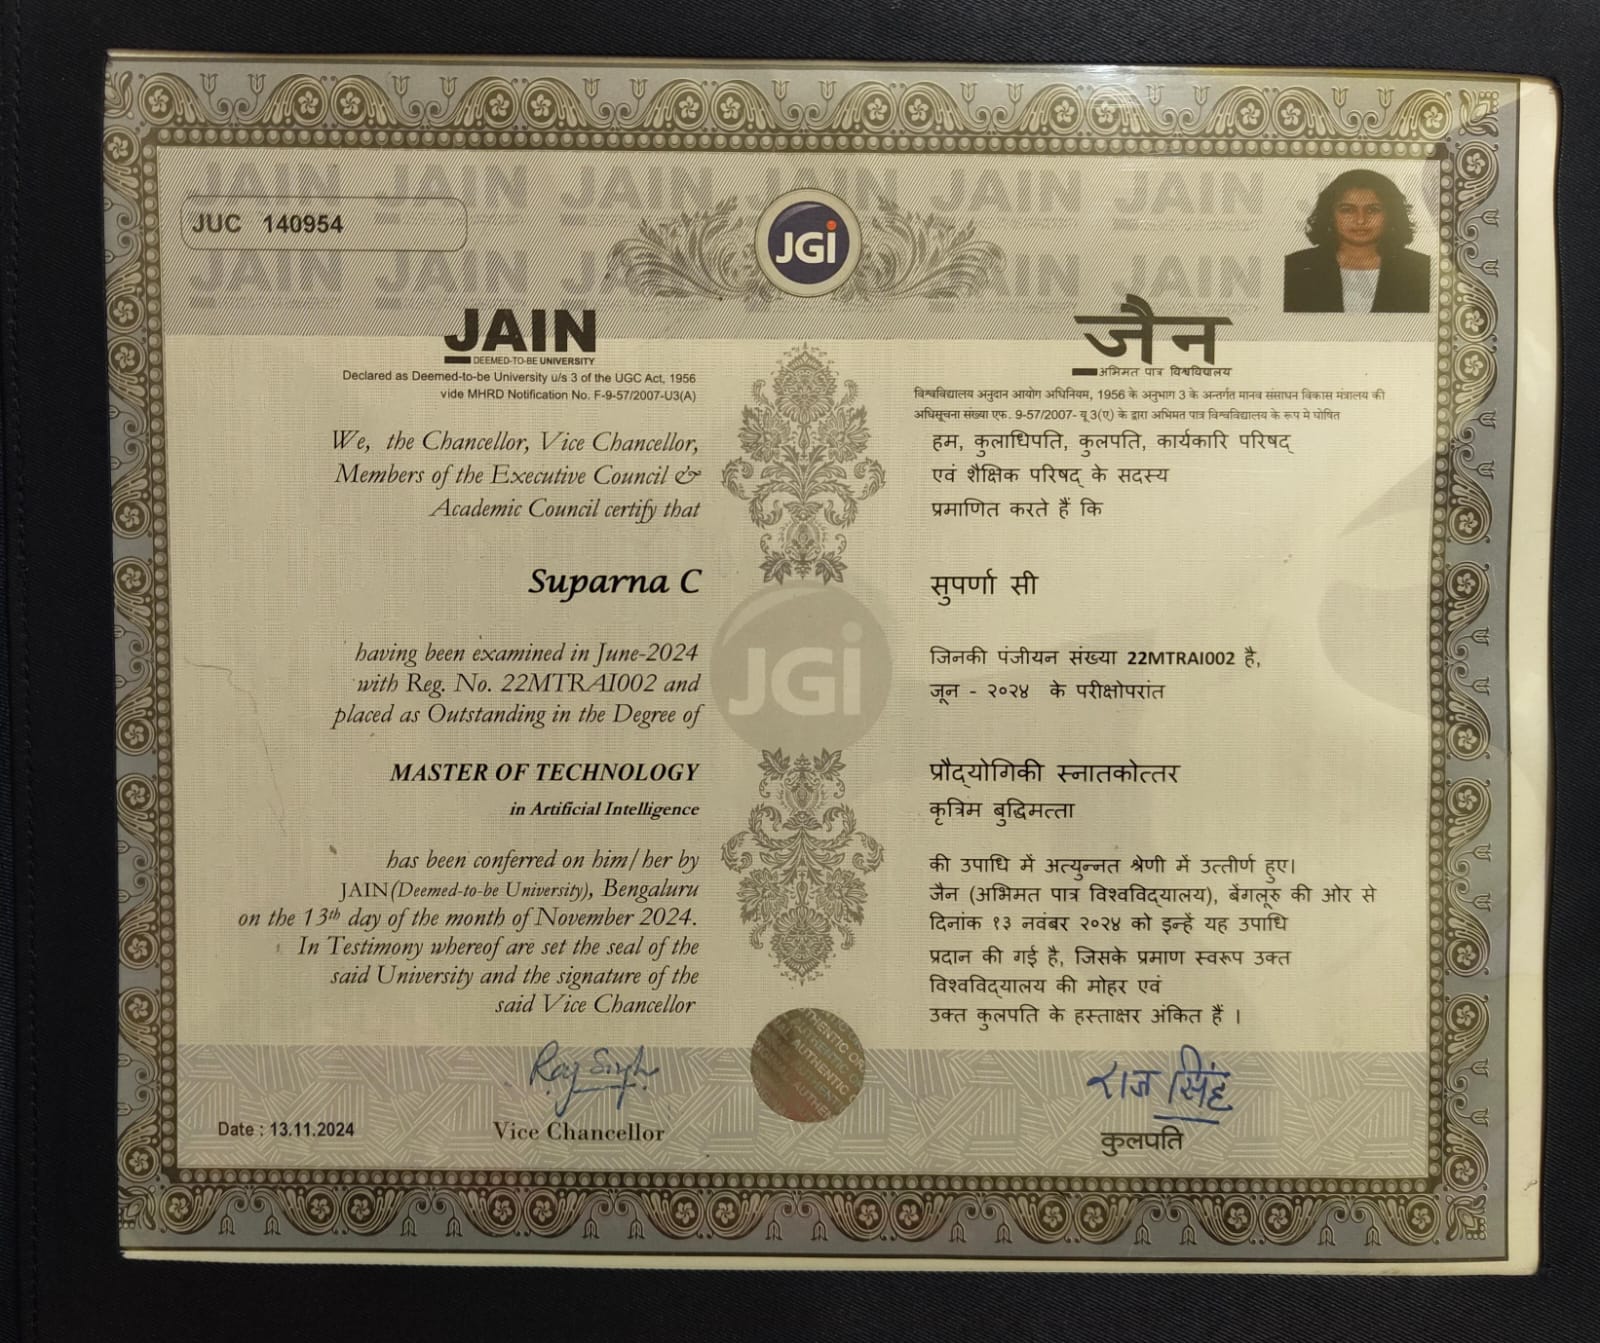 JUC 140954
JGi
JAIN
DEEMED-TO-BE UNIVERSITY
Declared as Deemed-to-be University u/s 3 of the UGC Act, 1956
vide MHRD Notification No. F-9-57/2007-U3(A)
We, the Chancellor, Vice Chancellor,
Members of the Executive Council &
Academic Council certify that
Suparna C
having been examined in June-2024
with Reg. No. 22MTRAI002 and
placed as Outstanding in the Degree of
MASTER OF TECHNOLOGY
in Artificial Intelligence
has been conferred on him/her by
JAIN (Deemed-to-be University), Bengaluru
on the 13th day of the month of November 2024.
In Testimony whereof are set the seal of the
said University and the signature of the
said Vice Chancellor
Raj Singh
Vice Chancellor
Date : 13.11.2024
जैन
अभिमत पात्र विश्वविद्यालय
विश्वविद्यालय अनुदान आयोग अधिनियम, 1956 के अनुभाग 3 के अन्तर्गत मानव संसाधन विकास मंत्रालय की
अधिसूचना संख्या एफ. 9-57/2007- यू 3(ए) के द्वारा अभिमत पात्र विश्वविद्यालय के रूप मे घोषित
हम, कुलाधिपति, कुलपति, कार्यकारि परिषद्
एवं शैक्षिक परिषद् के सदस्य
प्रमाणित करते हैं कि
सुपर्णा सी
जिनकी पंजीयन संख्या 22MTRAI002 है,
जून - २०२४ के परीक्षोपरांत
प्रौद्योगिकी स्नातकोत्तर
कृत्रिम बुद्धिमत्ता
की उपाधि में अत्युन्नत श्रेणी में उत्तीर्ण हुए।
जैन (अभिमत पात्र विश्वविद्यालय), बेंगलूरु की ओर से
दिनांक १३ नवंबर २०२४ को इन्हें यह उपाधि
प्रदान की गई है, जिसके प्रमाण स्वरूप उक्त
विश्वविद्यालय की मोहर एवं
उक्त कुलपति के हस्ताक्षर अंकित हैं ।
राज सिंह
कुलपति
JGi
AUTHENTIC